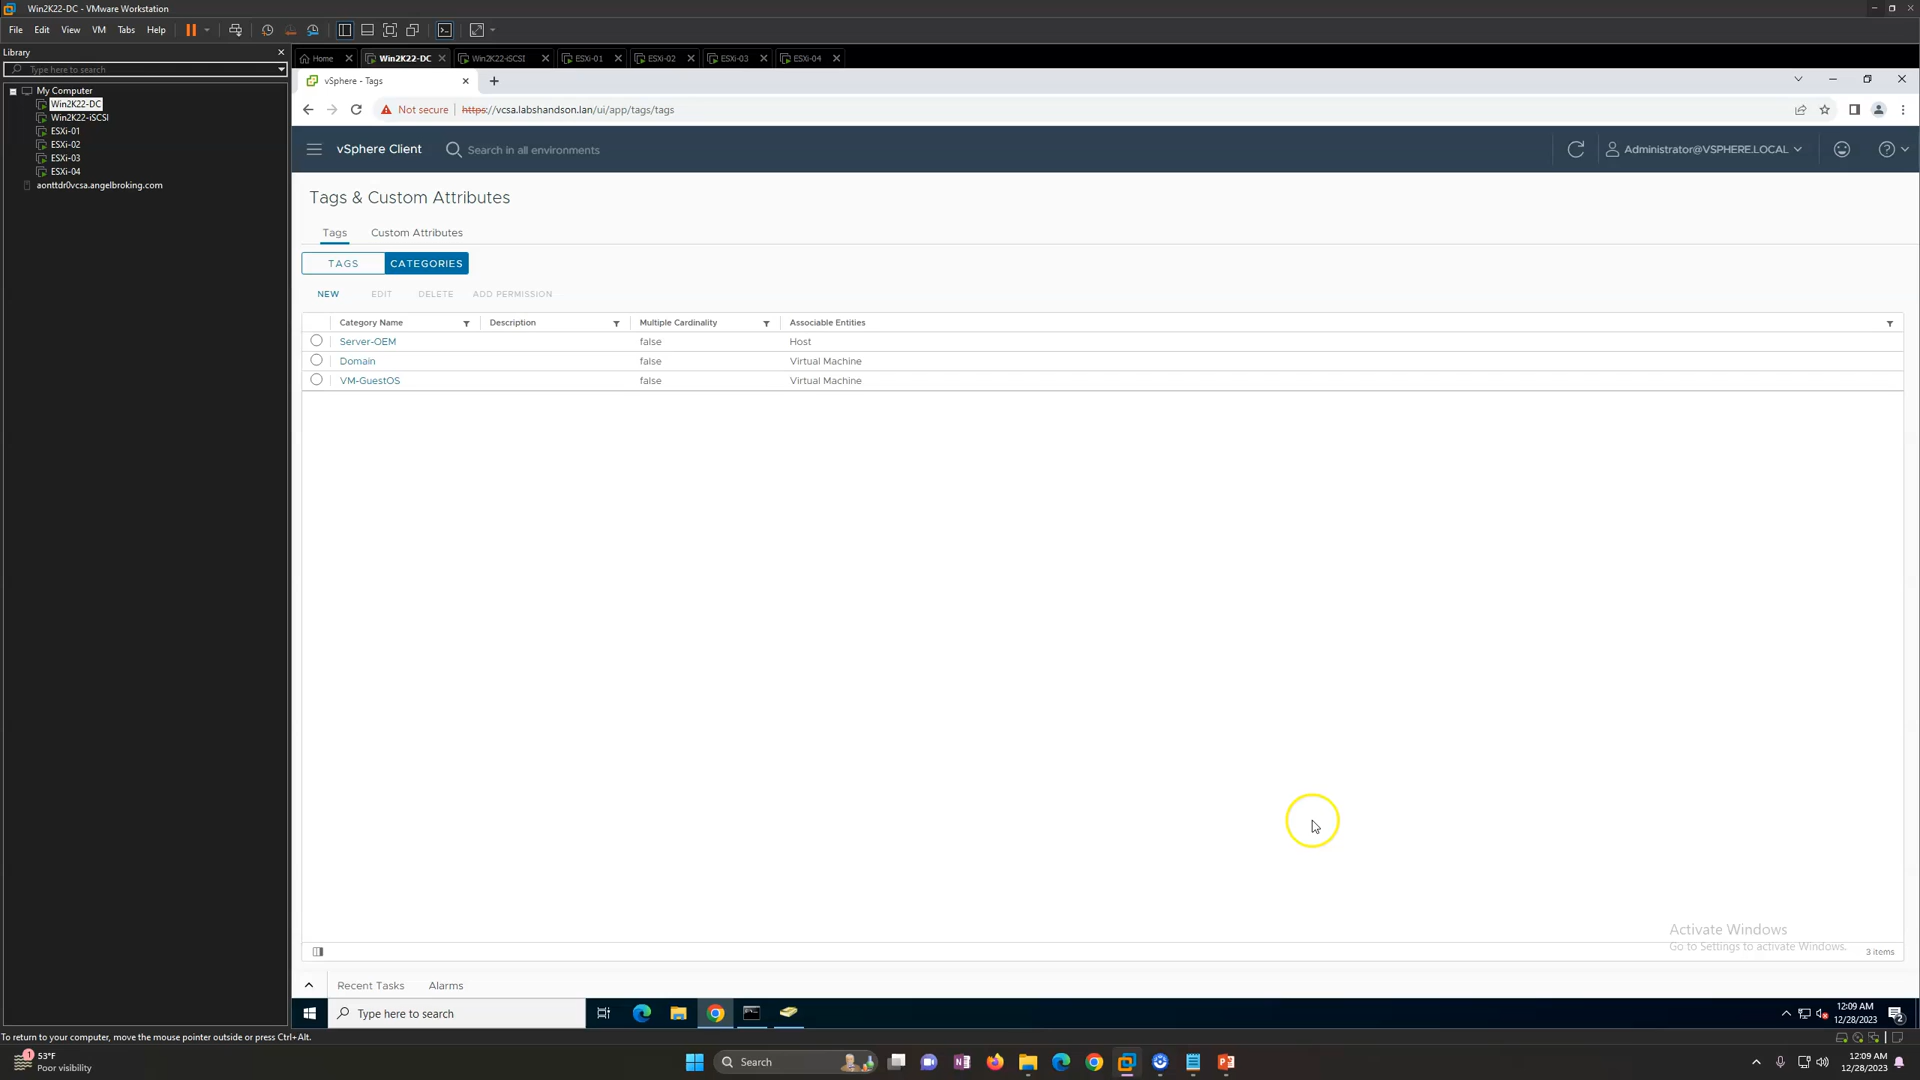 Win2K22-DC - VMware Workstation
File Edit View VM Tabs Help
Library
Type here to search
My Computer
Win2K22-DC
Win2K22-iSCSI
ESXi-01
ESXi-02
ESXi-03
ESXi-04
aonttdr0vcsa.angelbroking.com
Home Win2K22-DC Win2K22-iSCSI ESXi-01 ESXi-02 ESXi-03 ESXi-04
vSphere - Tags
Not secure https://vcsa.labshandson.lan/ui/app/tags/tags
vSphere Client Search in all environments Administrator@VSPHERE.LOCAL
Tags & Custom Attributes
Tags Custom Attributes
TAGS CATEGORIES
NEW EDIT DELETE ADD PERMISSION
Category Name Description Multiple Cardinality Associable Entities
Server-OEM false Host
Domain false Virtual Machine
VM-GuestOS false Virtual Machine
Activate Windows
Go to Settings to activate Windows.
3 items
Recent Tasks Alarms
Type here to search
12:09 AM
12/28/2023
2
To return to your computer, move the mouse pointer outside or press Ctrl+Alt.
1
53°F
Poor visibility
Search
12:09 AM
12/28/2023